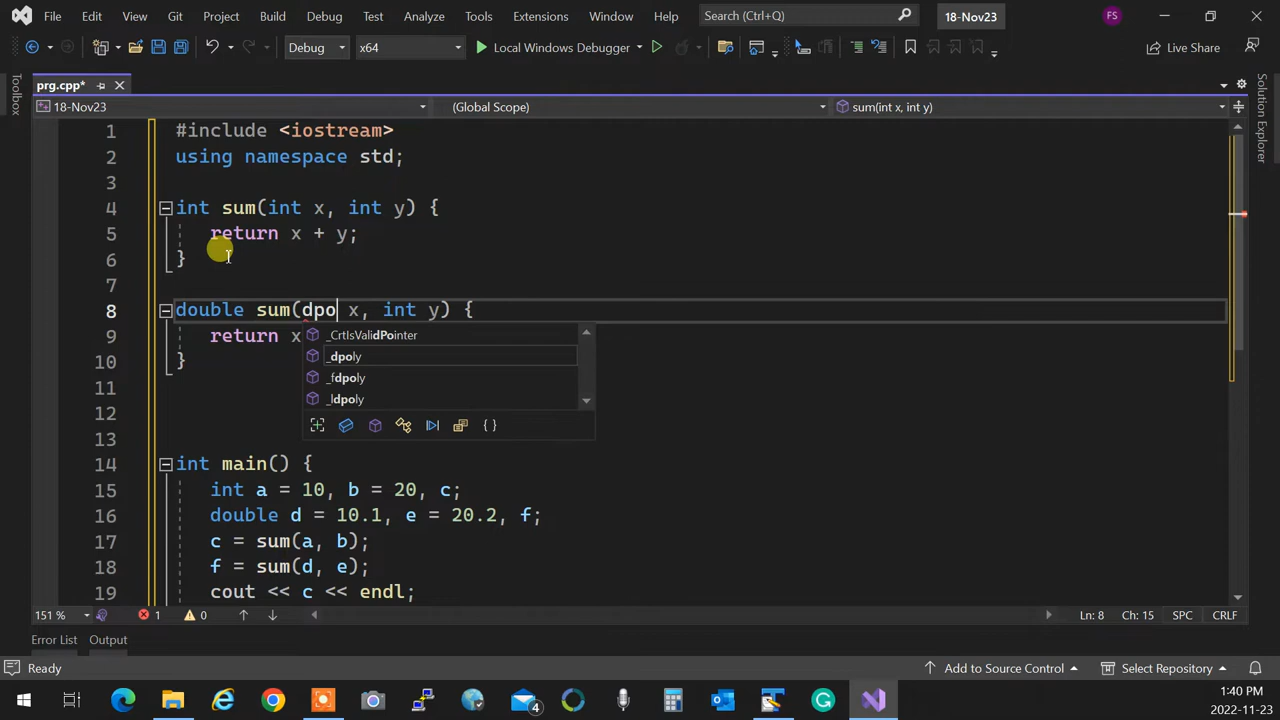 File Edit View Git Project Build Debug Test Analyze Tools Extensions Window Help Search (Ctrl+Q) 18-Nov23 FS
Debug x64 Local Windows Debugger Live Share
prg.cpp*
18-Nov23 (Global Scope) sum(int x, int y)
Toolbox
Solution Explorer
1 #include <iostream>
2 using namespace std;
3
4 int sum(int x, int y) {
5 return x + y;
6 }
7
8 double sum(dpo x, int y) {
9 return x
10 }
11
12
13
14 int main() {
15 int a = 10, b = 20, c;
16 double d = 10.1, e = 20.2, f;
17 c = sum(a, b);
18 f = sum(d, e);
19 cout << c << endl;
_CrtIsValidPointer
_dpoly
_fdpoly
_ldpoly
151 % 1 0 Ln: 8 Ch: 15 SPC CRLF
Error List Output
Ready Add to Source Control Select Repository
4
1:40 PM
2022-11-23